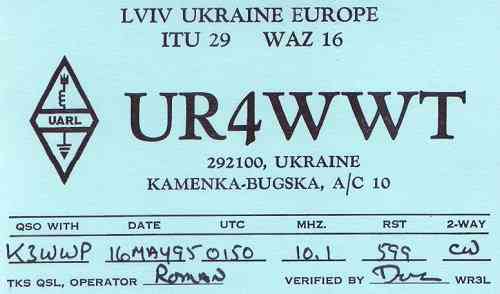 LVIV UKRAINE EUROPE
ITU 29 WAZ 16
UARL
UR4WWT
292100, UKRAINE
KAMENKA-BUGSKA, A/C 10
QSO WITH DATE UTC MHZ. RST 2-WAY
K3WWP 16MAY95 0150 10.1 599 CW
TKS QSL, OPERATOR ROMAN VERIFIED BY WR3L